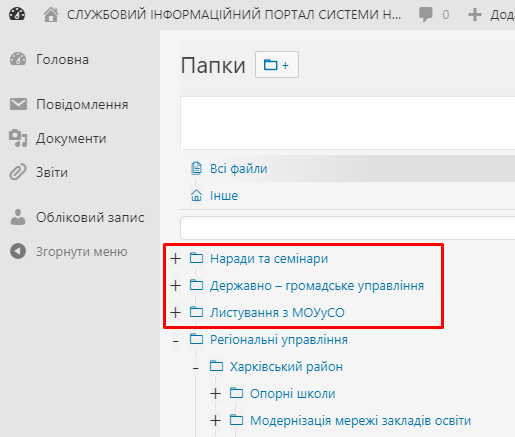 СЛУЖБОВИЙ ІНФОРМАЦІЙНИЙ ПОРТАЛ СИСТЕМИ Н... 0 + Дода
Головна
Папки +
Повідомлення
Документи
Всі файли
Звіти
Інше
Обліковий запис
Згорнути меню
+ Наради та семінари
+ Державно – громадське управління
+ Листування з МОУуСО
- Регіональні управління
- Харківський район
+ Опорні школи
+ Модернізація мережі закладів освіти